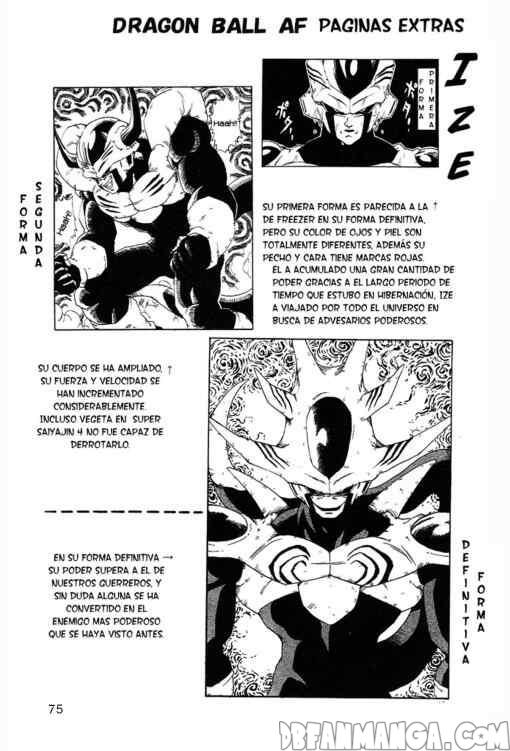 DRAGON BALL AF PAGINAS EXTRAS
IZE
PRIMERA
FORMA
SEGUNDA
FORMA
Haah!
Haah!
Haah!
SU PRIMERA FORMA ES PARECIDA A LA ↑
DE FREEZER EN SU FORMA DEFINITIVA,
PERO SU COLOR DE OJOS Y PIEL SON
TOTALMENTE DIFERENTES, ADEMÁS SU
PECHO Y CARA TIENE MARCAS ROJAS.
EL A ACUMULADO UNA GRAN CANTIDAD DE
PODER GRACIAS A EL LARGO PERIODO DE
TIEMPO QUE ESTUBO EN HIBERNACIÓN, IZE
A VIAJADO POR TODO EL UNIVERSO EN
BUSCA DE ADVESARIOS PODEROSOS.
SU CUERPO SE HA AMPLIADO, ↑
SU FUERZA Y VELOCIDAD SE
HAN INCREMENTADO
CONSIDERABLEMENTE.
INCLUSO VEGETA EN SUPER
SAIYAJIN 4 NO FUE CAPAZ DE
DERROTARLO.
EN SU FORMA DEFINITIVA →
SU PODER SUPERA A EL DE
NUESTROS GUERREROS, Y
SIN DUDA ALGUNA SE HA
CONVERTIDO EN EL
ENEMIGO MAS PODEROSO
QUE SE HAYA VISTO ANTES.
DEFINITIVA
FORMA
75
DBFANMANGA.COM